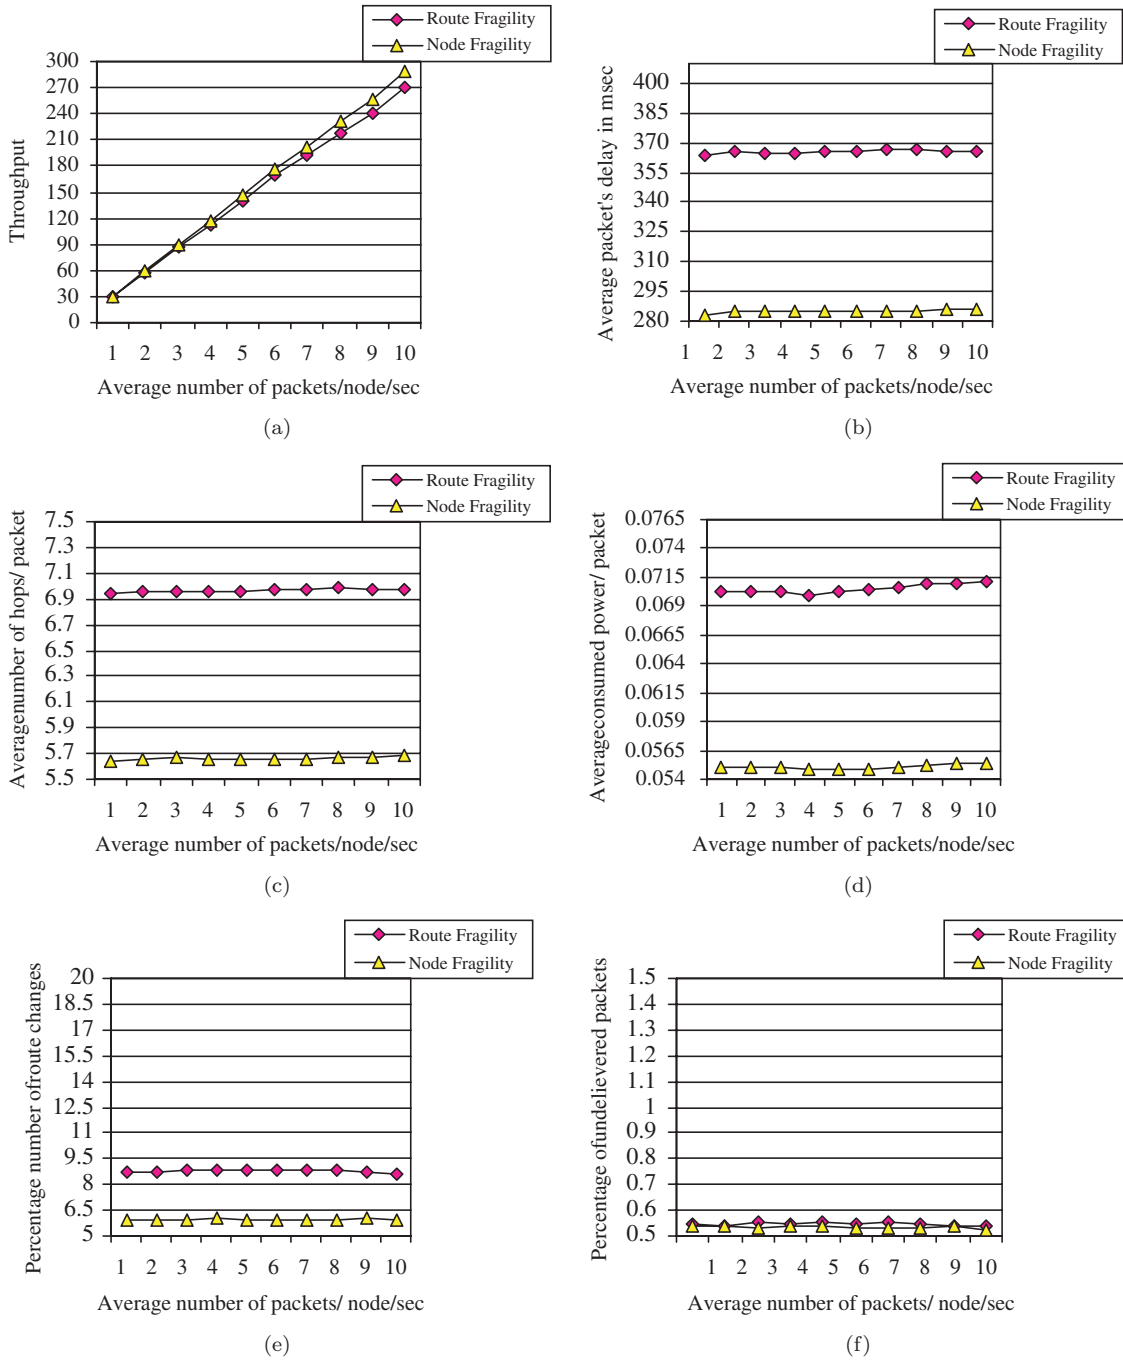 Route Fragility
Node Fragility
300
270
240
210
180
150
120
90
60
30
0
Throughput
1 2 3 4 5 6 7 8 9 10
Average number of packets/node/sec
(a)
Route Fragility
Node Fragility
400
385
370
355
340
325
310
295
280
Average packet's delay in msec
1 2 3 4 5 6 7 8 9 10
Average number of packets/node/sec
(b)
Route Fragility
Node Fragility
7.5
7.3
7.1
6.9
6.7
6.5
6.3
6.1
5.9
5.7
5.5
Averagenumber of hops/ packet
1 2 3 4 5 6 7 8 9 10
Average number of packets/node/sec
(c)
Route Fragility
Node Fragility
0.0765
0.074
0.0715
0.069
0.0665
0.064
0.0615
0.059
0.0565
0.054
Averageconsumed power/ packet
1 2 3 4 5 6 7 8 9 10
Average number of packets/node/sec
(d)
Route Fragility
Node Fragility
20
18.5
17
15.5
14
12.5
11
9.5
8
6.5
5
Percentage number ofroute changes
1 2 3 4 5 6 7 8 9 10
Average number of packets/ node/sec
(e)
Route Fragility
Node Fragility
1.5
1.4
1.3
1.2
1.1
1
0.9
0.8
0.7
0.6
0.5
Percentage ofundelievered packets
1 2 3 4 5 6 7 8 9 10
Average number of packets/ node/sec
(f)